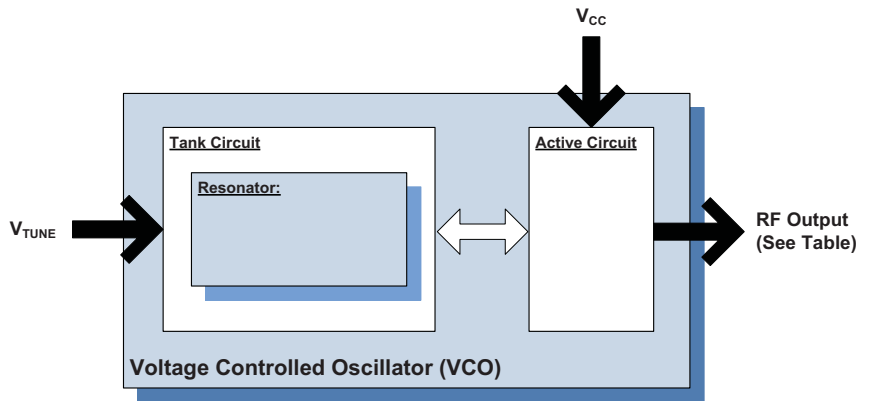 VCC
Tank Circuit
Active Circuit
Resonator:
VTUNE
RF Output
(See Table)
Voltage Controlled Oscillator (VCO)